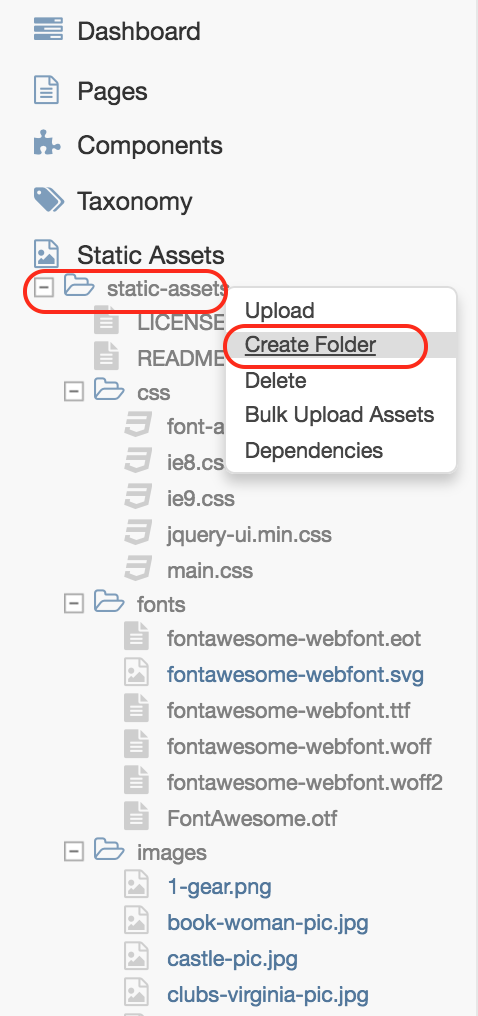 Dashboard
Pages
Components
Taxonomy
Static Assets
static-assets
Upload
LICENSE
Create Folder
README
Delete
css
Bulk Upload Assets
font-a
Dependencies
ie8.cs
ie9.css
jquery-ui.min.css
main.css
fonts
fontawesome-webfont.eot
fontawesome-webfont.svg
fontawesome-webfont.ttf
fontawesome-webfont.woff
fontawesome-webfont.woff2
FontAwesome.otf
images
1-gear.png
book-woman-pic.jpg
castle-pic.jpg
clubs-virginia-pic.jpg